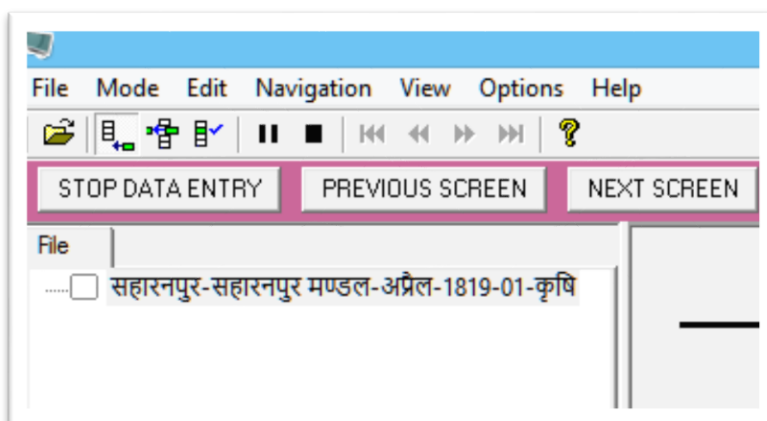 File Mode Edit Navigation View Options Help
STOP DATA ENTRY PREVIOUS SCREEN NEXT SCREEN
File
सहारनपुर-सहारनपुर मण्डल-अप्रैल-1819-01-कृषि